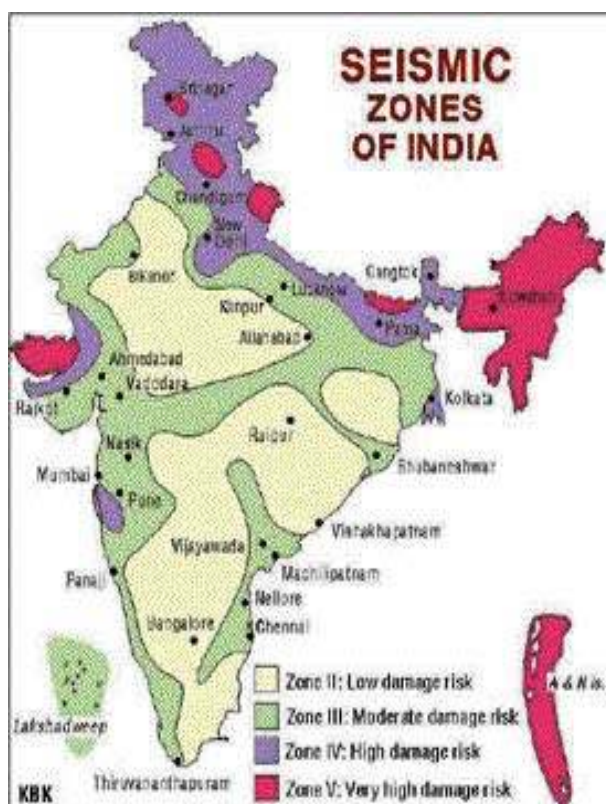 SEISMIC
ZONES
OF INDIA
Srinagar
Jammu
Chandigarh
New
Delhi
Bikaner
Lucknow
Kanpur
Gangtok
Guwahati
Patna
Allahabad
Ahmedabad
Vadodara
Rajkot
Kolkata
Raipur
Nasik
Bhubaneshwar
Mumbai
Pune
Vishakhapatnam
Vijayawada
Machilipatnam
Panaji
Nellore
Bangalore
Chennai
Zone II: Low damage risk
A & N is.
Zone III: Moderate damage risk
Lakshadweep
Zone IV: High damage risk
Thiruvananthapuram
Zone V: Very high damage risk
KBK